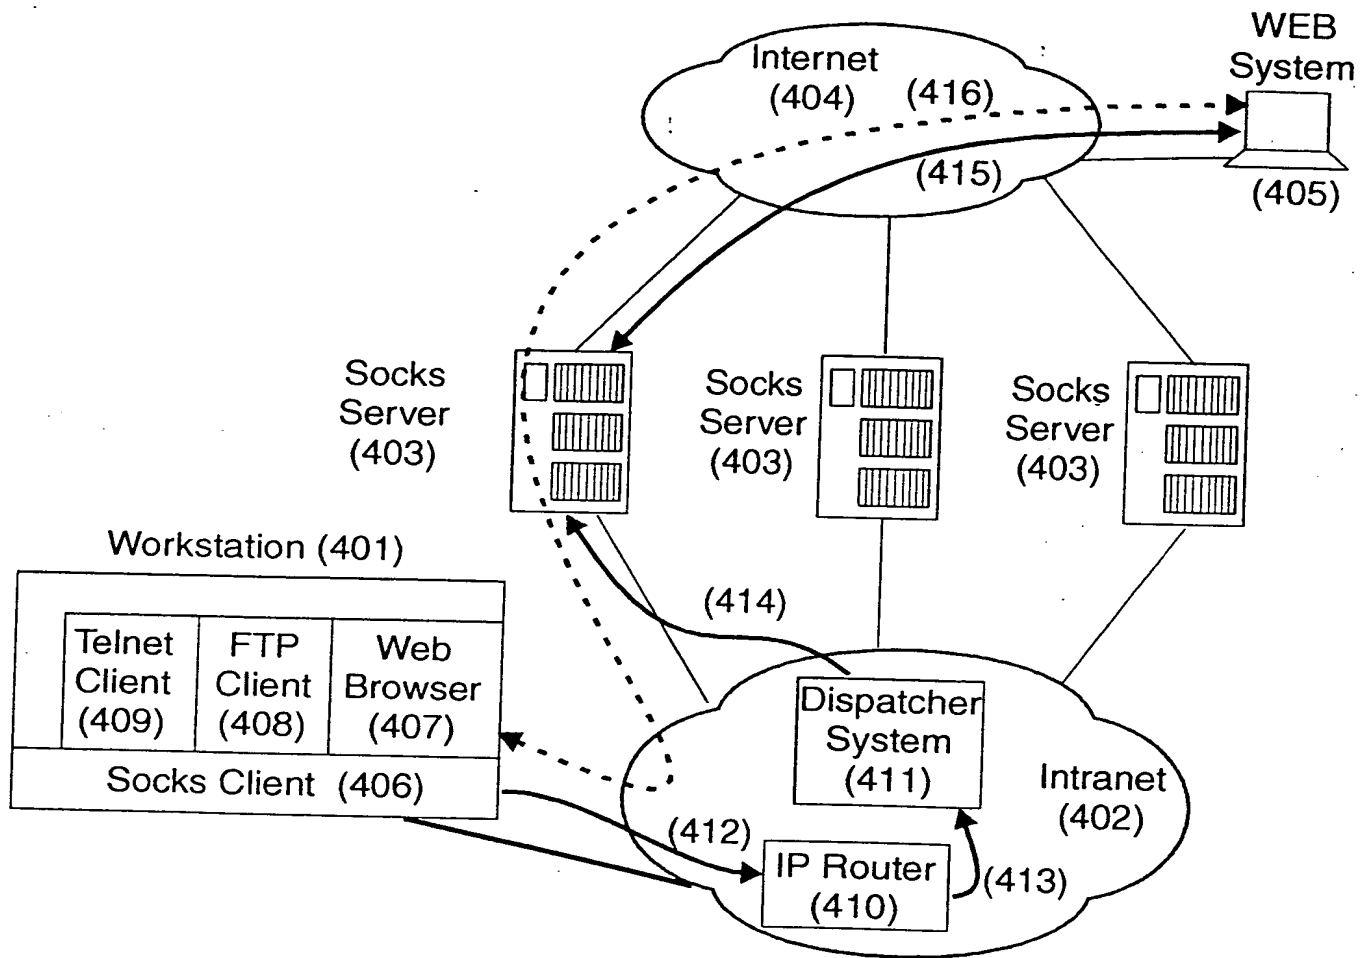 WEB
System
(405)
Internet
(404)
(416)
(415)
Socks
Server
(403)
Socks
Server
(403)
Socks
Server
(403)
Workstation (401)
Telnet
Client
(409)
FTP
Client
(408)
Web
Browser
(407)
Socks Client (406)
(414)
Dispatcher
System
(411)
Intranet
(402)
(412)
IP Router
(410)
(413)